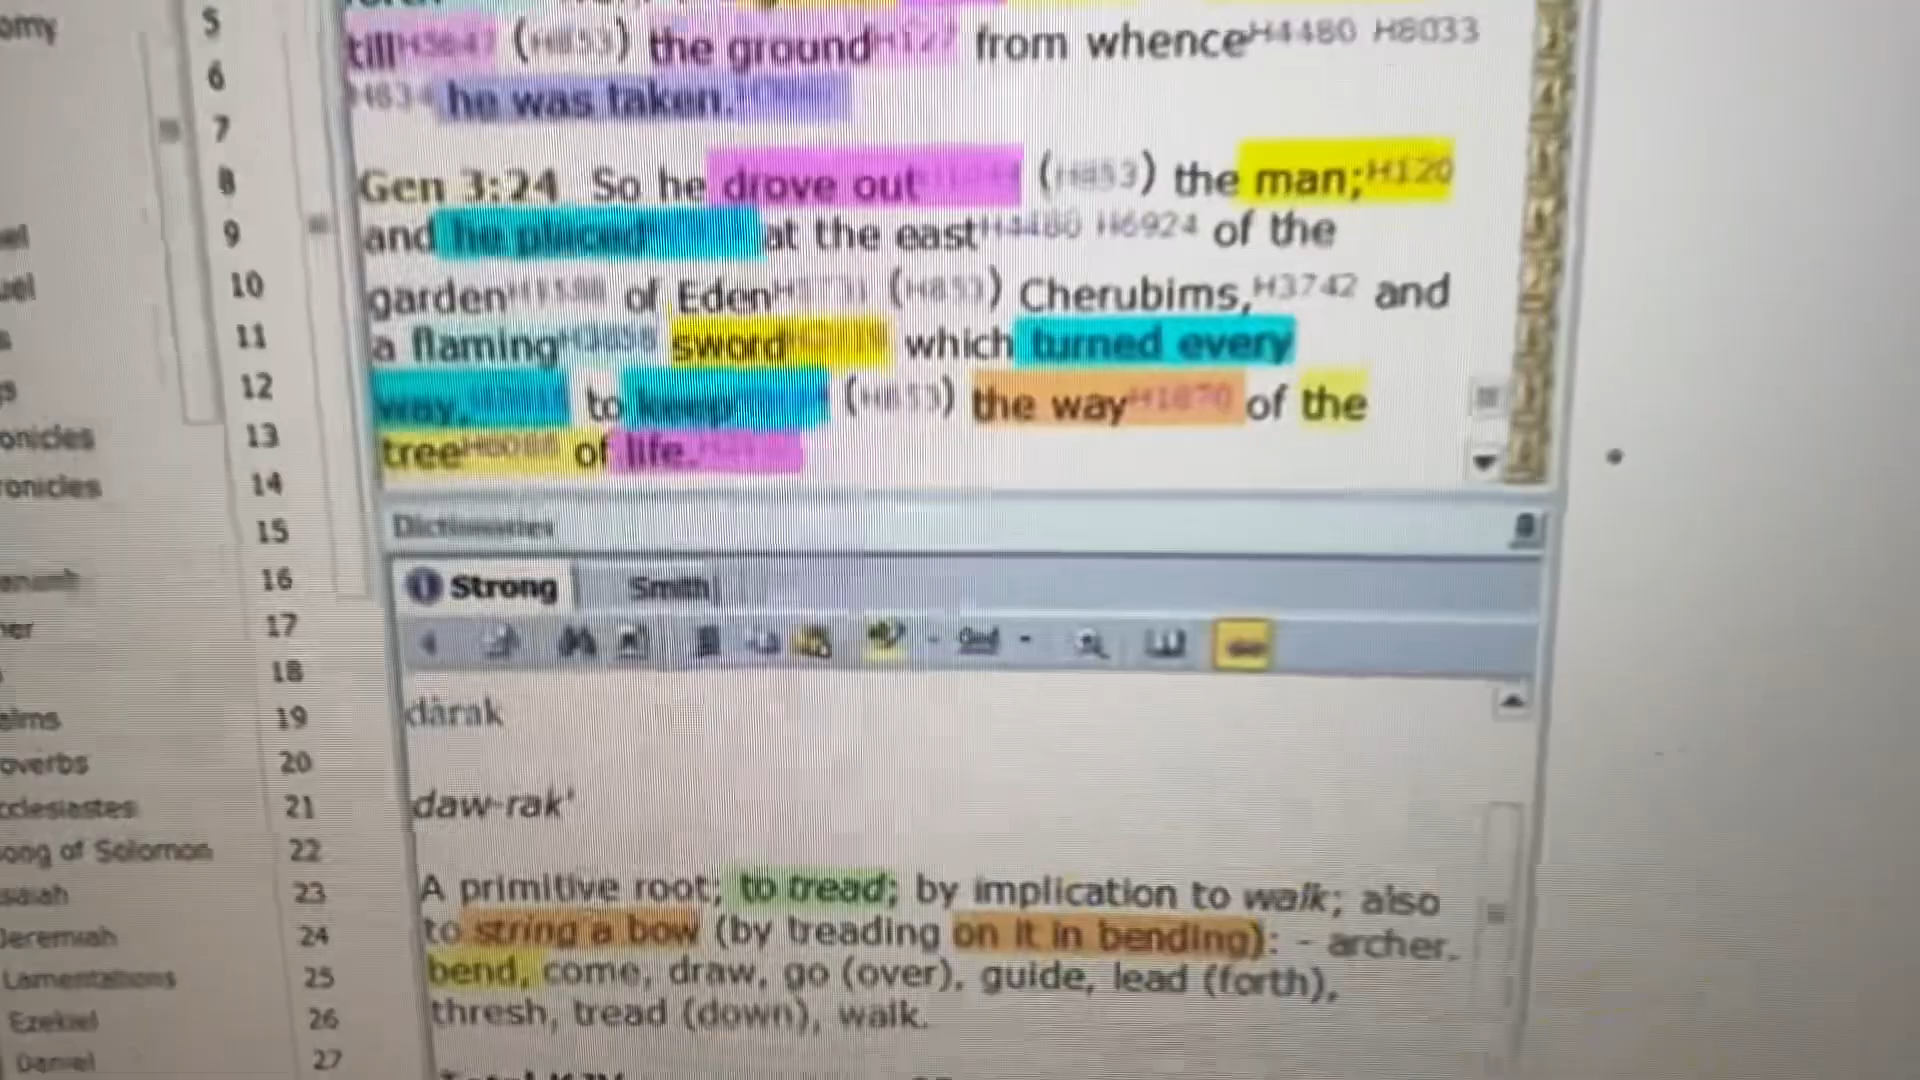 omy
5
6
7
8
9
10
11
12
13
14
15
16
17
18
19
20
21
22
23
24
25
26
27
onicles
ronicles
overbs
cclesiastes
ong of Solomon
saiah
Jeremiah
Lamentations
Ezekiel
Daniel
till (H853) the ground from whence H4480 H8033
H834 he was taken.
Gen 3:24 So he drove out (H853) the man; H120
and he placed at the east H4480 H6924 of the
garden of Eden (H853) Cherubims, H3742 and
a flaming sword which turned every
way, to keep (H853) the way H1870 of the
tree of life.
Dictionaries
Strong Smith
dârak
daw-rak'
A primitive root; to tread; by implication to walk; also
to string a bow (by treading on it in bending): - archer,
bend, come, draw, go (over), guide, lead (forth),
thresh, tread (down), walk.